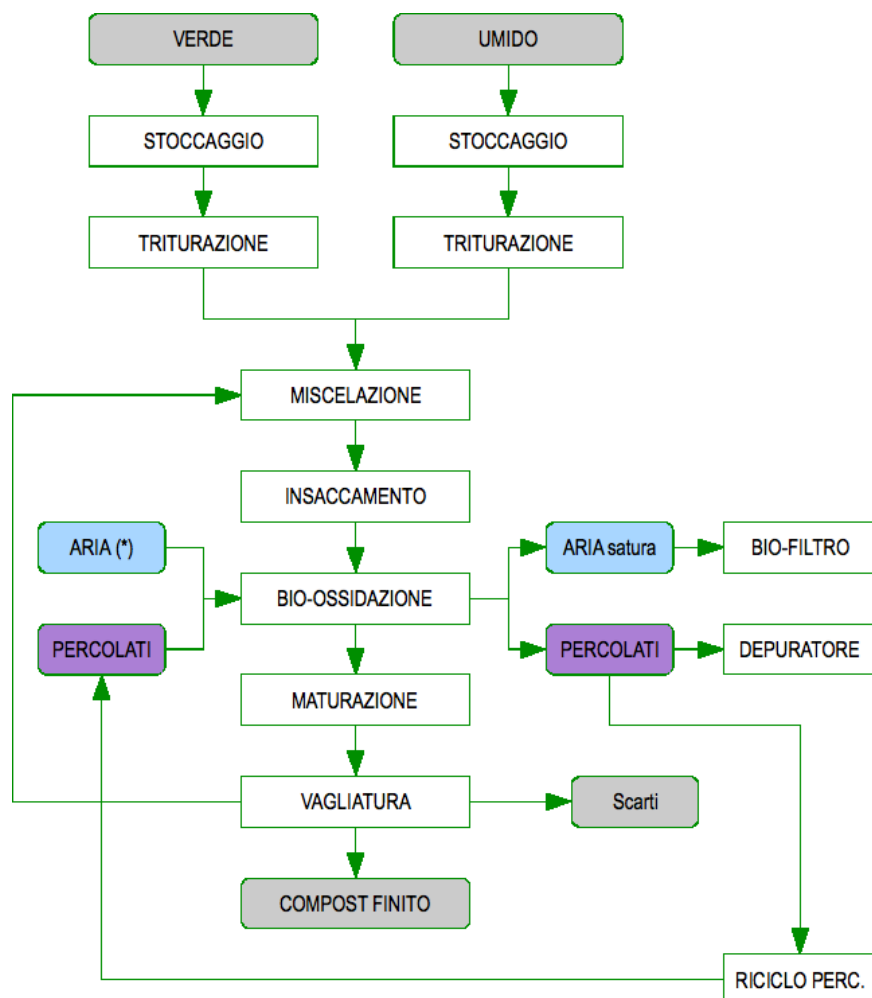 VERDE
UMIDO
STOCCAGGIO
STOCCAGGIO
TRITURAZIONE
TRITURAZIONE
MISCELAZIONE
INSACCAMENTO
ARIA (*)
ARIA satura
BIO-FILTRO
BIO-OSSIDAZIONE
PERCOLATI
PERCOLATI
DEPURATORE
MATURAZIONE
VAGLIATURA
Scarti
COMPOST FINITO
RICICLO PERC.